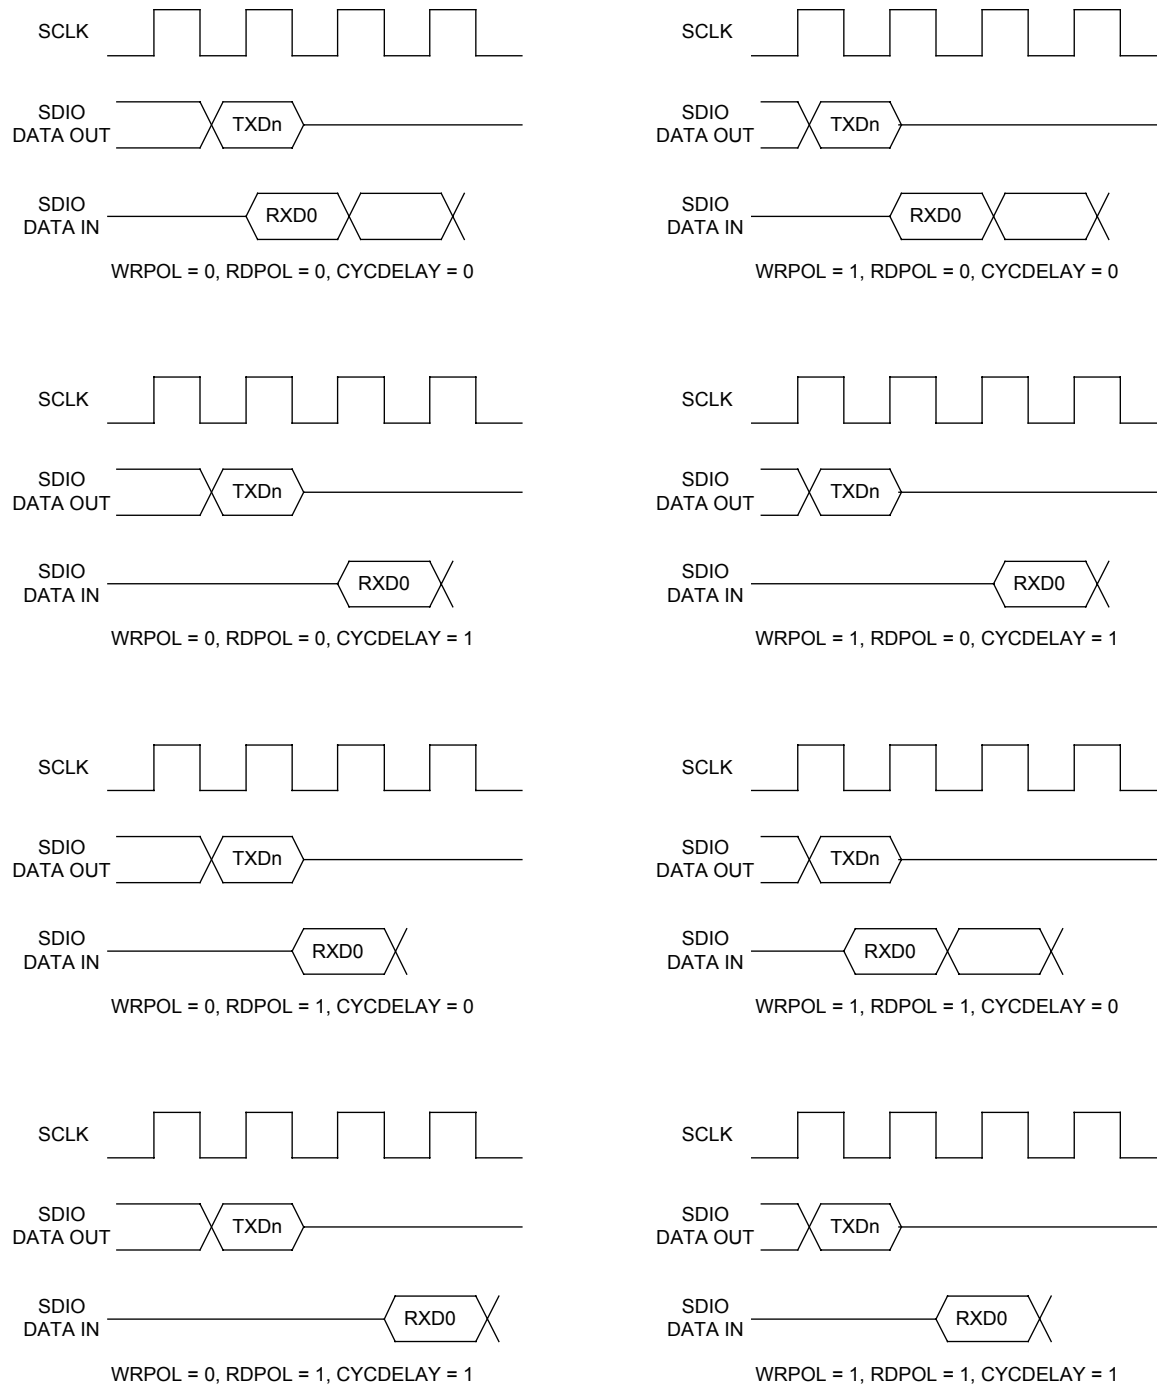 SCLK
SDIO
DATA OUT
TXDn
SDIO
DATA IN
RXD0
WRPOL = 0, RDPOL = 0, CYCDELAY = 0
SCLK
SDIO
DATA OUT
TXDn
SDIO
DATA IN
RXD0
WRPOL = 1, RDPOL = 0, CYCDELAY = 0
SCLK
SDIO
DATA OUT
TXDn
SDIO
DATA IN
RXD0
WRPOL = 0, RDPOL = 0, CYCDELAY = 1
SCLK
SDIO
DATA OUT
TXDn
SDIO
DATA IN
RXD0
WRPOL = 1, RDPOL = 0, CYCDELAY = 1
SCLK
SDIO
DATA OUT
TXDn
SDIO
DATA IN
RXD0
WRPOL = 0, RDPOL = 1, CYCDELAY = 0
SCLK
SDIO
DATA OUT
TXDn
SDIO
DATA IN
RXD0
WRPOL = 1, RDPOL = 1, CYCDELAY = 0
SCLK
SDIO
DATA OUT
TXDn
SDIO
DATA IN
RXD0
WRPOL = 0, RDPOL = 1, CYCDELAY = 1
SCLK
SDIO
DATA OUT
TXDn
SDIO
DATA IN
RXD0
WRPOL = 1, RDPOL = 1, CYCDELAY = 1